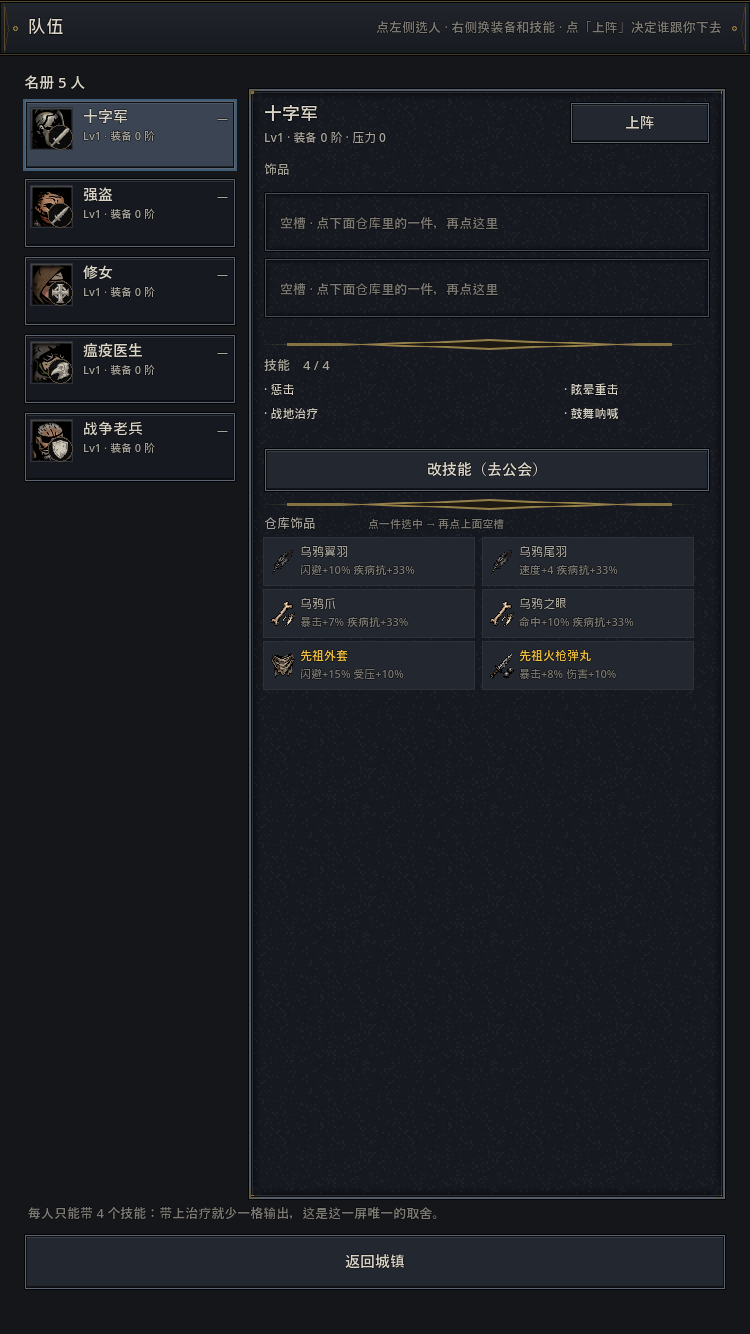 队伍
点左侧选人 · 右侧换装备和技能 · 点「上阵」决定谁跟你下去
名册 5 人
十字军 —
Lv1 · 装备 0 阶
强盗 —
Lv1 · 装备 0 阶
修女 —
Lv1 · 装备 0 阶
瘟疫医生 —
Lv1 · 装备 0 阶
战争老兵 —
Lv1 · 装备 0 阶
十字军
Lv1 · 装备 0 阶 · 压力 0
上阵
饰品
空槽 · 点下面仓库里的一件，再点这里
空槽 · 点下面仓库里的一件，再点这里
技能 4 / 4
· 惩击 · 眩晕重击
· 战地治疗 · 鼓舞呐喊
改技能（去公会）
仓库饰品 点一件选中 → 再点上面空槽
乌鸦翼羽
闪避+10% 疾病抗+33%
乌鸦尾羽
速度+4 疾病抗+33%
乌鸦爪
暴击+7% 疾病抗+33%
乌鸦之眼
命中+10% 疾病抗+33%
先祖外套
闪避+15% 受压+10%
先祖火枪弹丸
暴击+8% 伤害+10%
每人只能带 4 个技能：带上治疗就少一格输出，这是这一屏唯一的取舍。
返回城镇